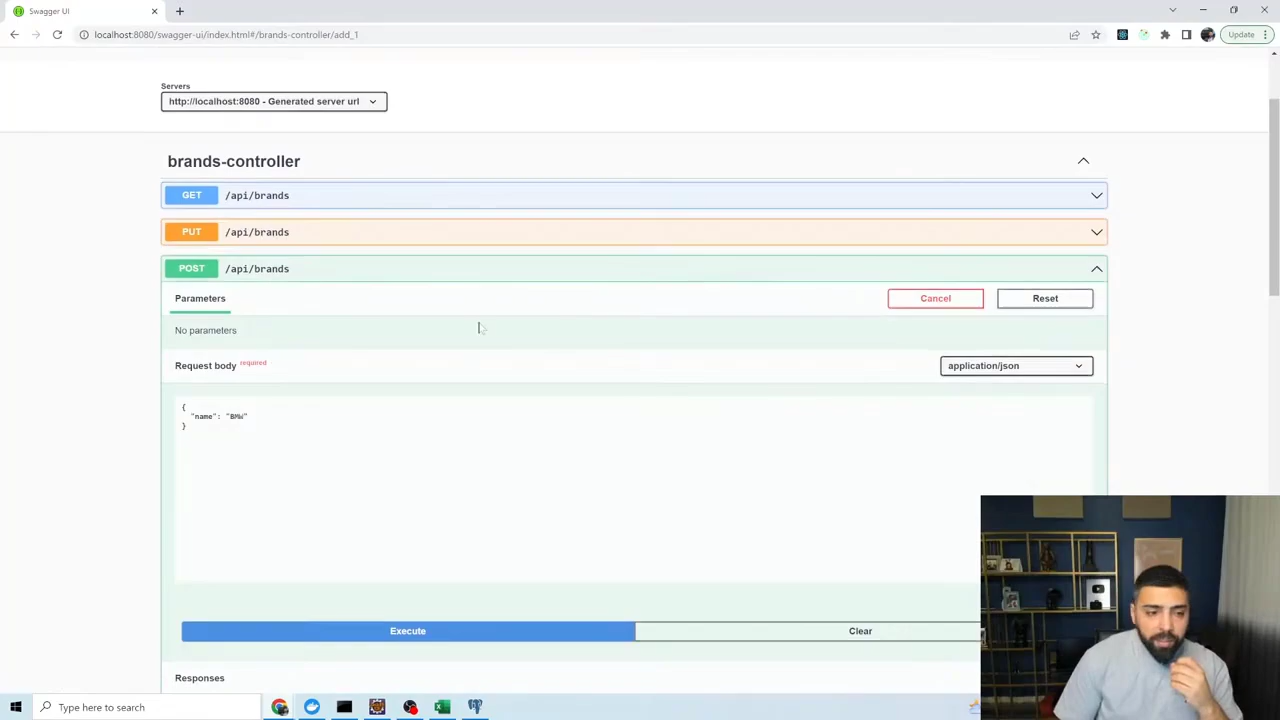 Swagger UI
localhost:8080/swagger-ui/index.html#/brands-controller/add_1
Update
Servers
http://localhost:8080 - Generated server url
brands-controller
GET /api/brands
PUT /api/brands
POST /api/brands
Parameters
Cancel
Reset
No parameters
Request body required
application/json
{
"name": "BMW"
}
Execute
Clear
Responses
Type here to search